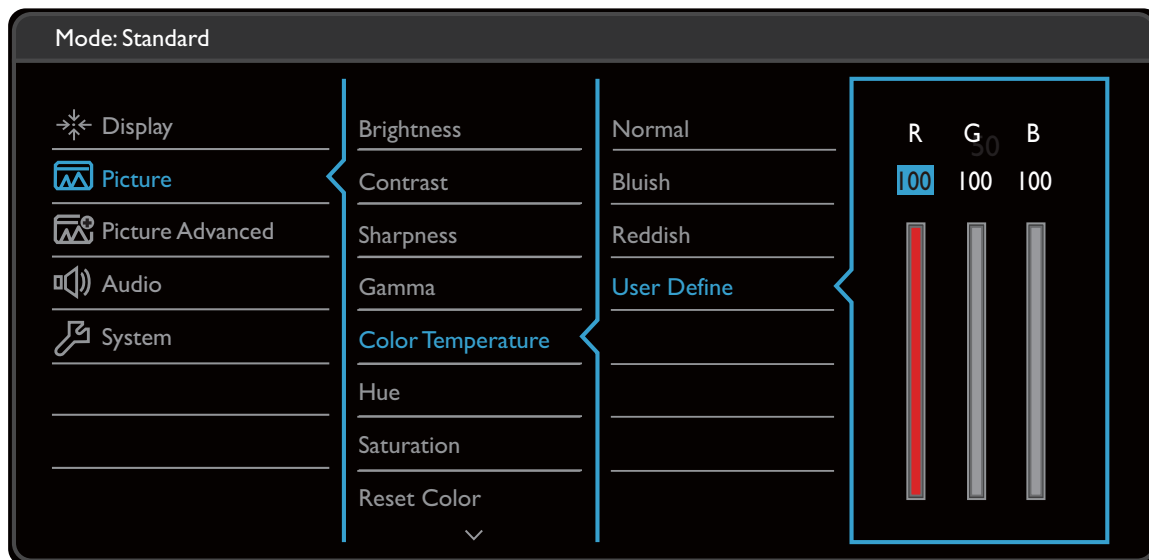 Mode: Standard
Display
Picture
Picture Advanced
Audio
System
Brightness
Contrast
Sharpness
Gamma
Color Temperature
Hue
Saturation
Reset Color
Normal
Bluish
Reddish
User Define
R G B
50
100 100 100